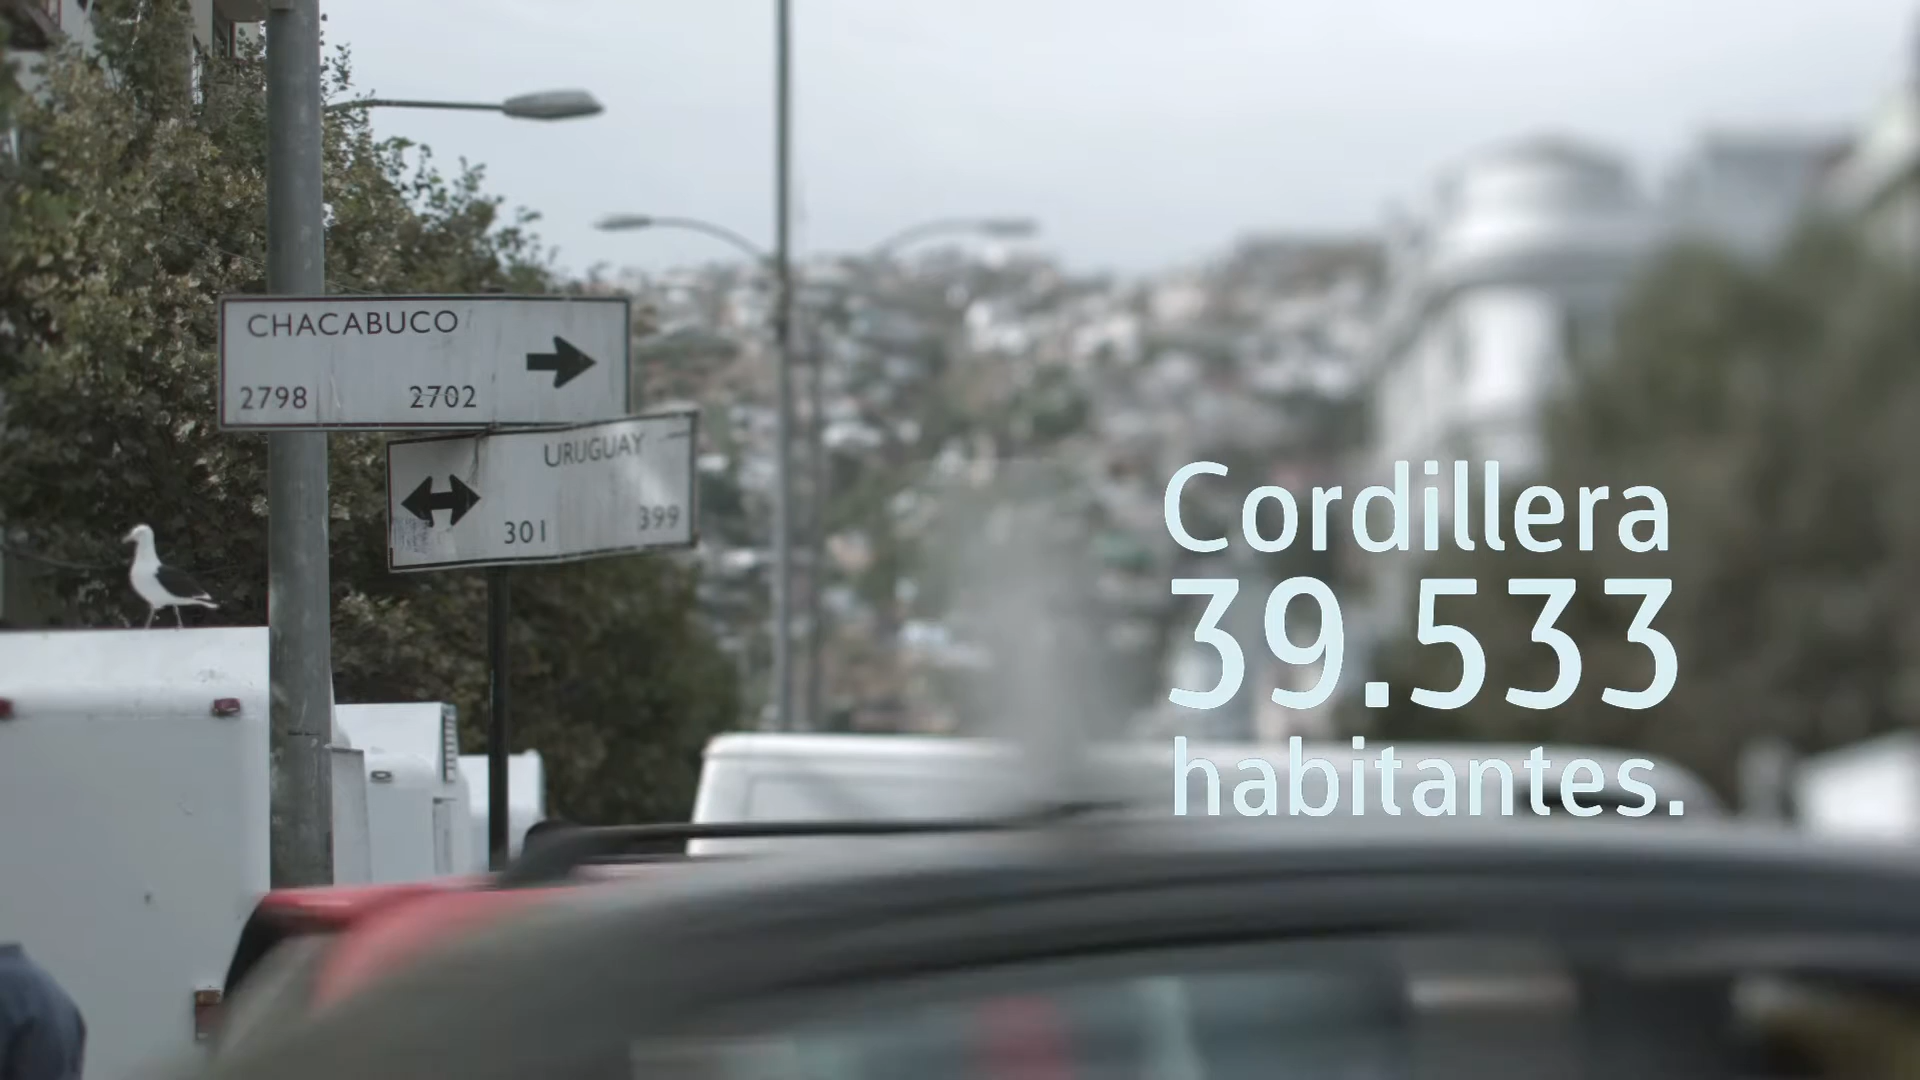 CHACABUCO
2798 2702
URUGUAY
301 399
Cordillera
39.533
habitantes.